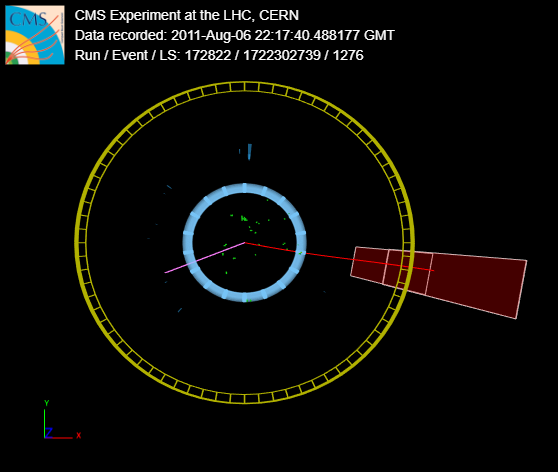 CMS
CMS Experiment at the LHC, CERN
Data recorded: 2011-Aug-06 22:17:40.488177 GMT
Run / Event / LS: 172822 / 1722302739 / 1276
Y
Z
X